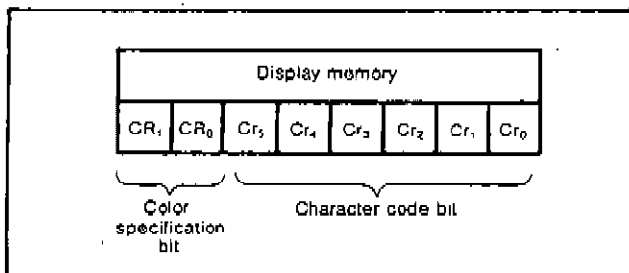 Display memory
CR₁ CR₀ Cr₅ Cr₄ Cr₃ Cr₂ Cr₁ Cr₀
Color specification bit
Character code bit